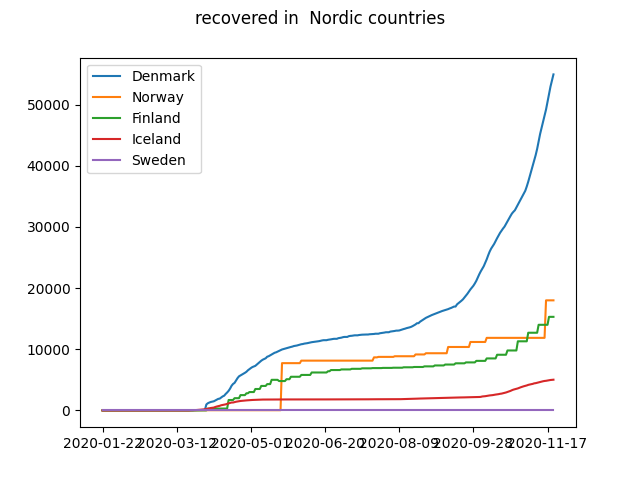 recovered in  Nordic countries
Denmark
Norway
Finland
Iceland
Sweden
50000
40000
30000
20000
10000
0
2020-01-22 2020-03-12 2020-05-01 2020-06-20 2020-08-09 2020-09-28 2020-11-17